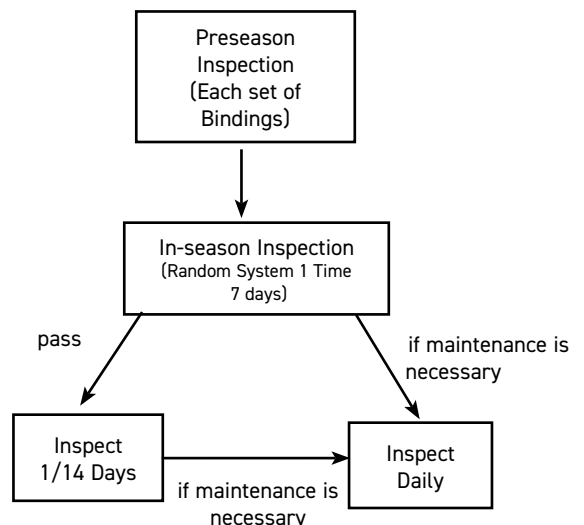 Preseason
Inspection
(Each set of
Bindings)
In-season Inspection
(Random System 1 Time
7 days)
pass
if maintenance is
necessary
Inspect
1/14 Days
if maintenance is
necessary
Inspect
Daily